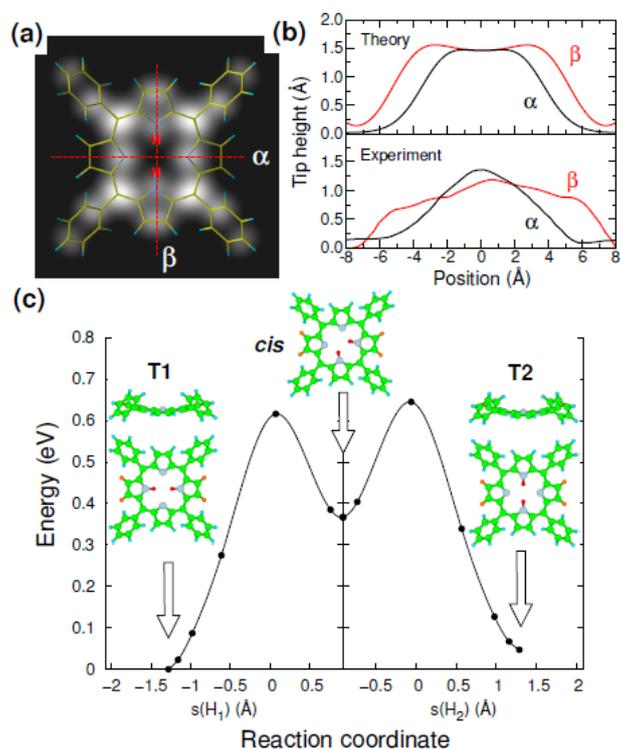 (a)
H
H
α
β
(b)
Theory
β
α
2.0
1.5
1.0
0.5
0.0
Experiment
β
α
1.0
0.5
0.0
Tip height (Å)
-8 -6 -4 -2 0 2 4 6 8
Position (Å)
(c)
T1
cis
T2
0.8
0.7
0.6
0.5
0.4
0.3
0.2
0.1
0
Energy (eV)
−2 −1.5 −1 −0.5 0 0.5 −0.5 0 0.5 1 1.5 2
s(H1) (Å) s(H2) (Å)
Reaction coordinate